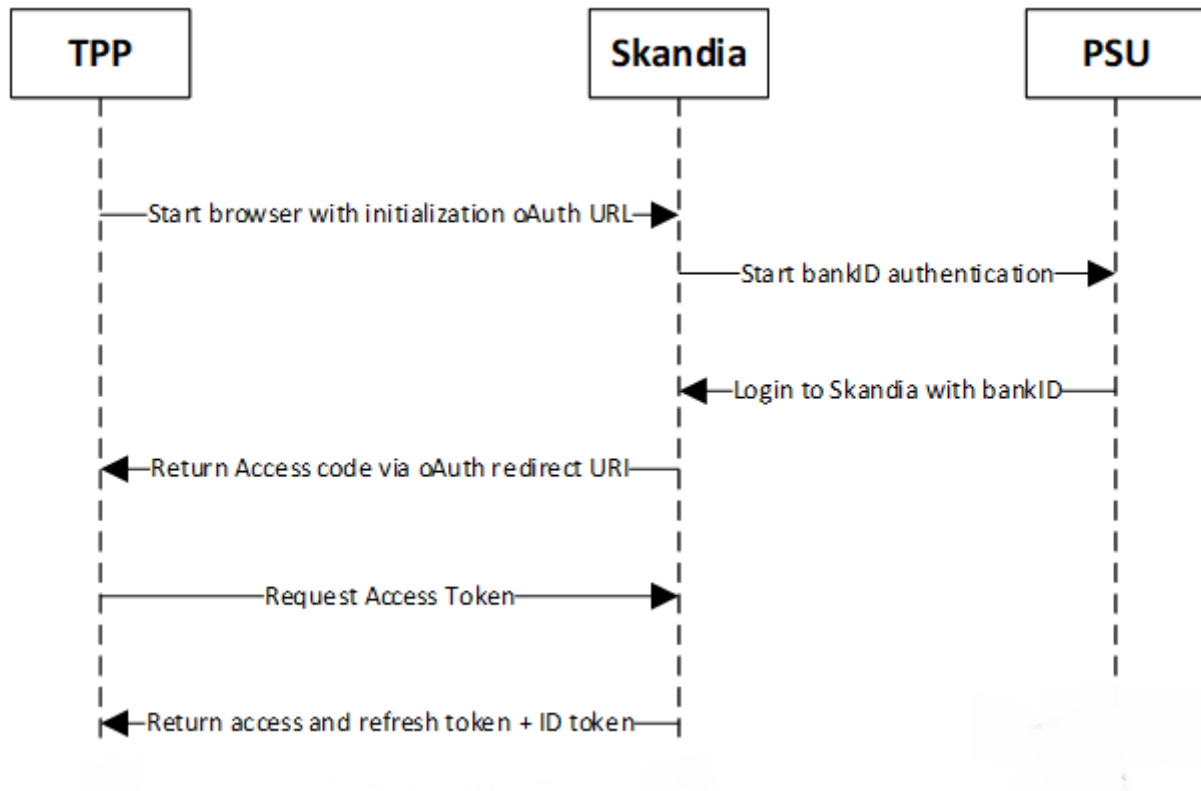 TPP
Skandia
PSU
Start browser with initialization oAuth URL
Start bankID authentication
Login to Skandia with bankID
Return Access code via oAuth redirect URI
Request Access Token
Return access and refresh token + ID token